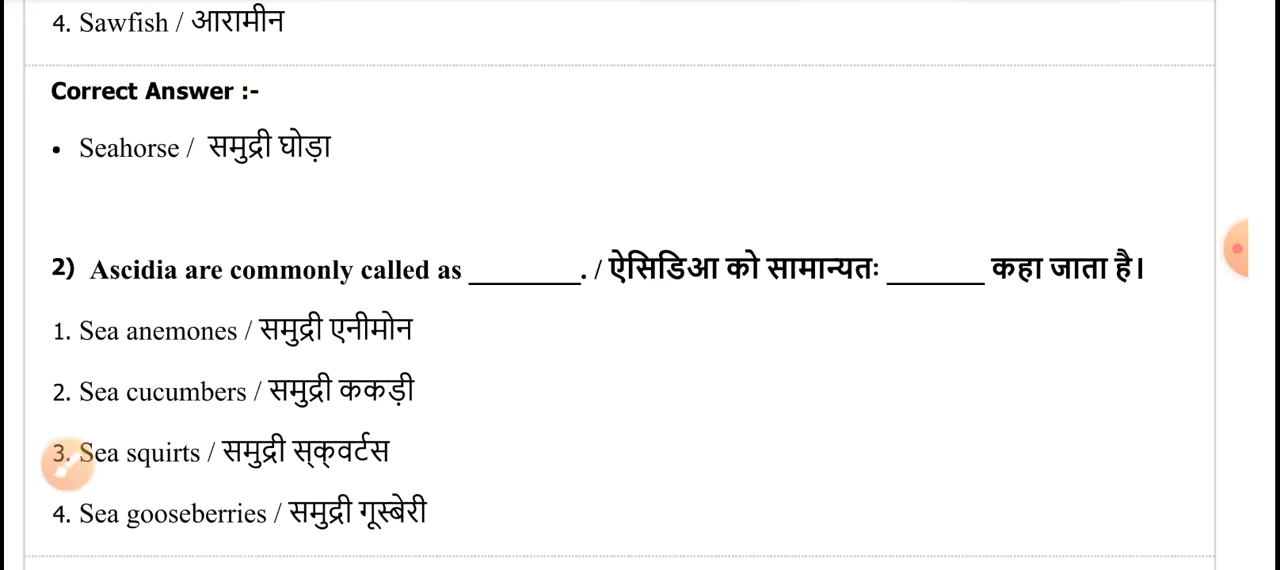 4. Sawfish / आरामीन
Correct Answer :-
• Seahorse / समुद्री घोड़ा
2) Ascidia are commonly called as ________. / ऐसिडिआ को सामान्यतः _______ कहा जाता है।
1. Sea anemones / समुद्री एनीमोन
2. Sea cucumbers / समुद्री ककड़ी
3. Sea squirts / समुद्री स्क्वर्टस
4. Sea gooseberries / समुद्री गूस्बेरी